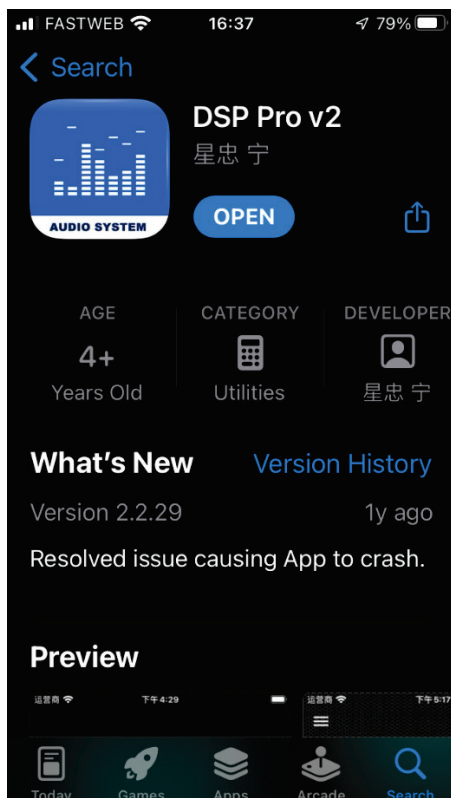 FASTWEB 16:37 79%
Search
DSP Pro v2
星忠 宁
OPEN
AUDIO SYSTEM
AGE CATEGORY DEVELOPER
4+
Years Old Utilities 星忠 宁
What's New Version History
Version 2.2.29 1y ago
Resolved issue causing App to crash.
Preview
运营商 下午4:29 运营商 下午5:17
Today Games Apps Arcade Search